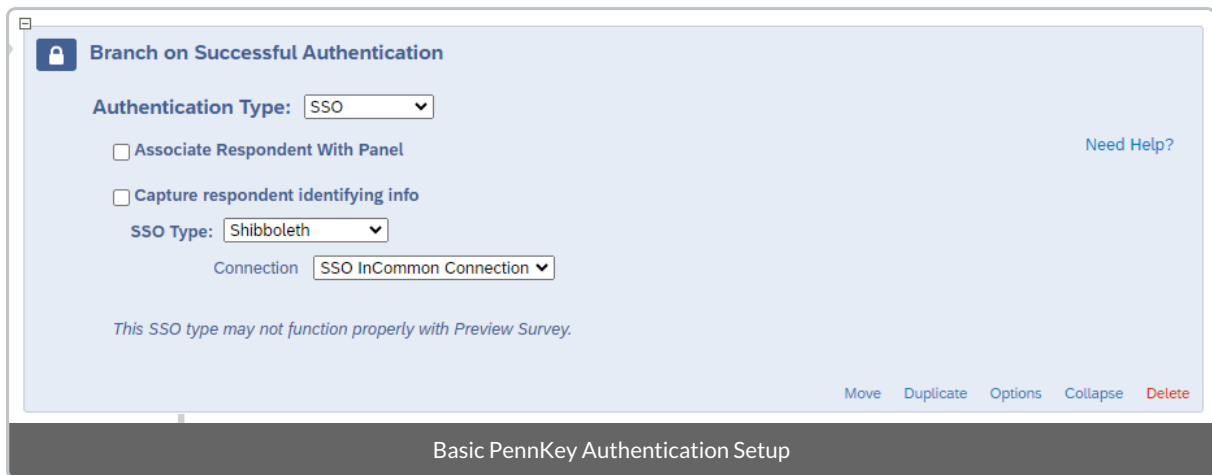 Branch on Successful Authentication
Authentication Type: SSO
Associate Respondent With Panel
Need Help?
Capture respondent identifying info
SSO Type: Shibboleth
Connection SSO InCommon Connection
This SSO type may not function properly with Preview Survey.
Move Duplicate Options Collapse Delete
Basic PennKey Authentication Setup